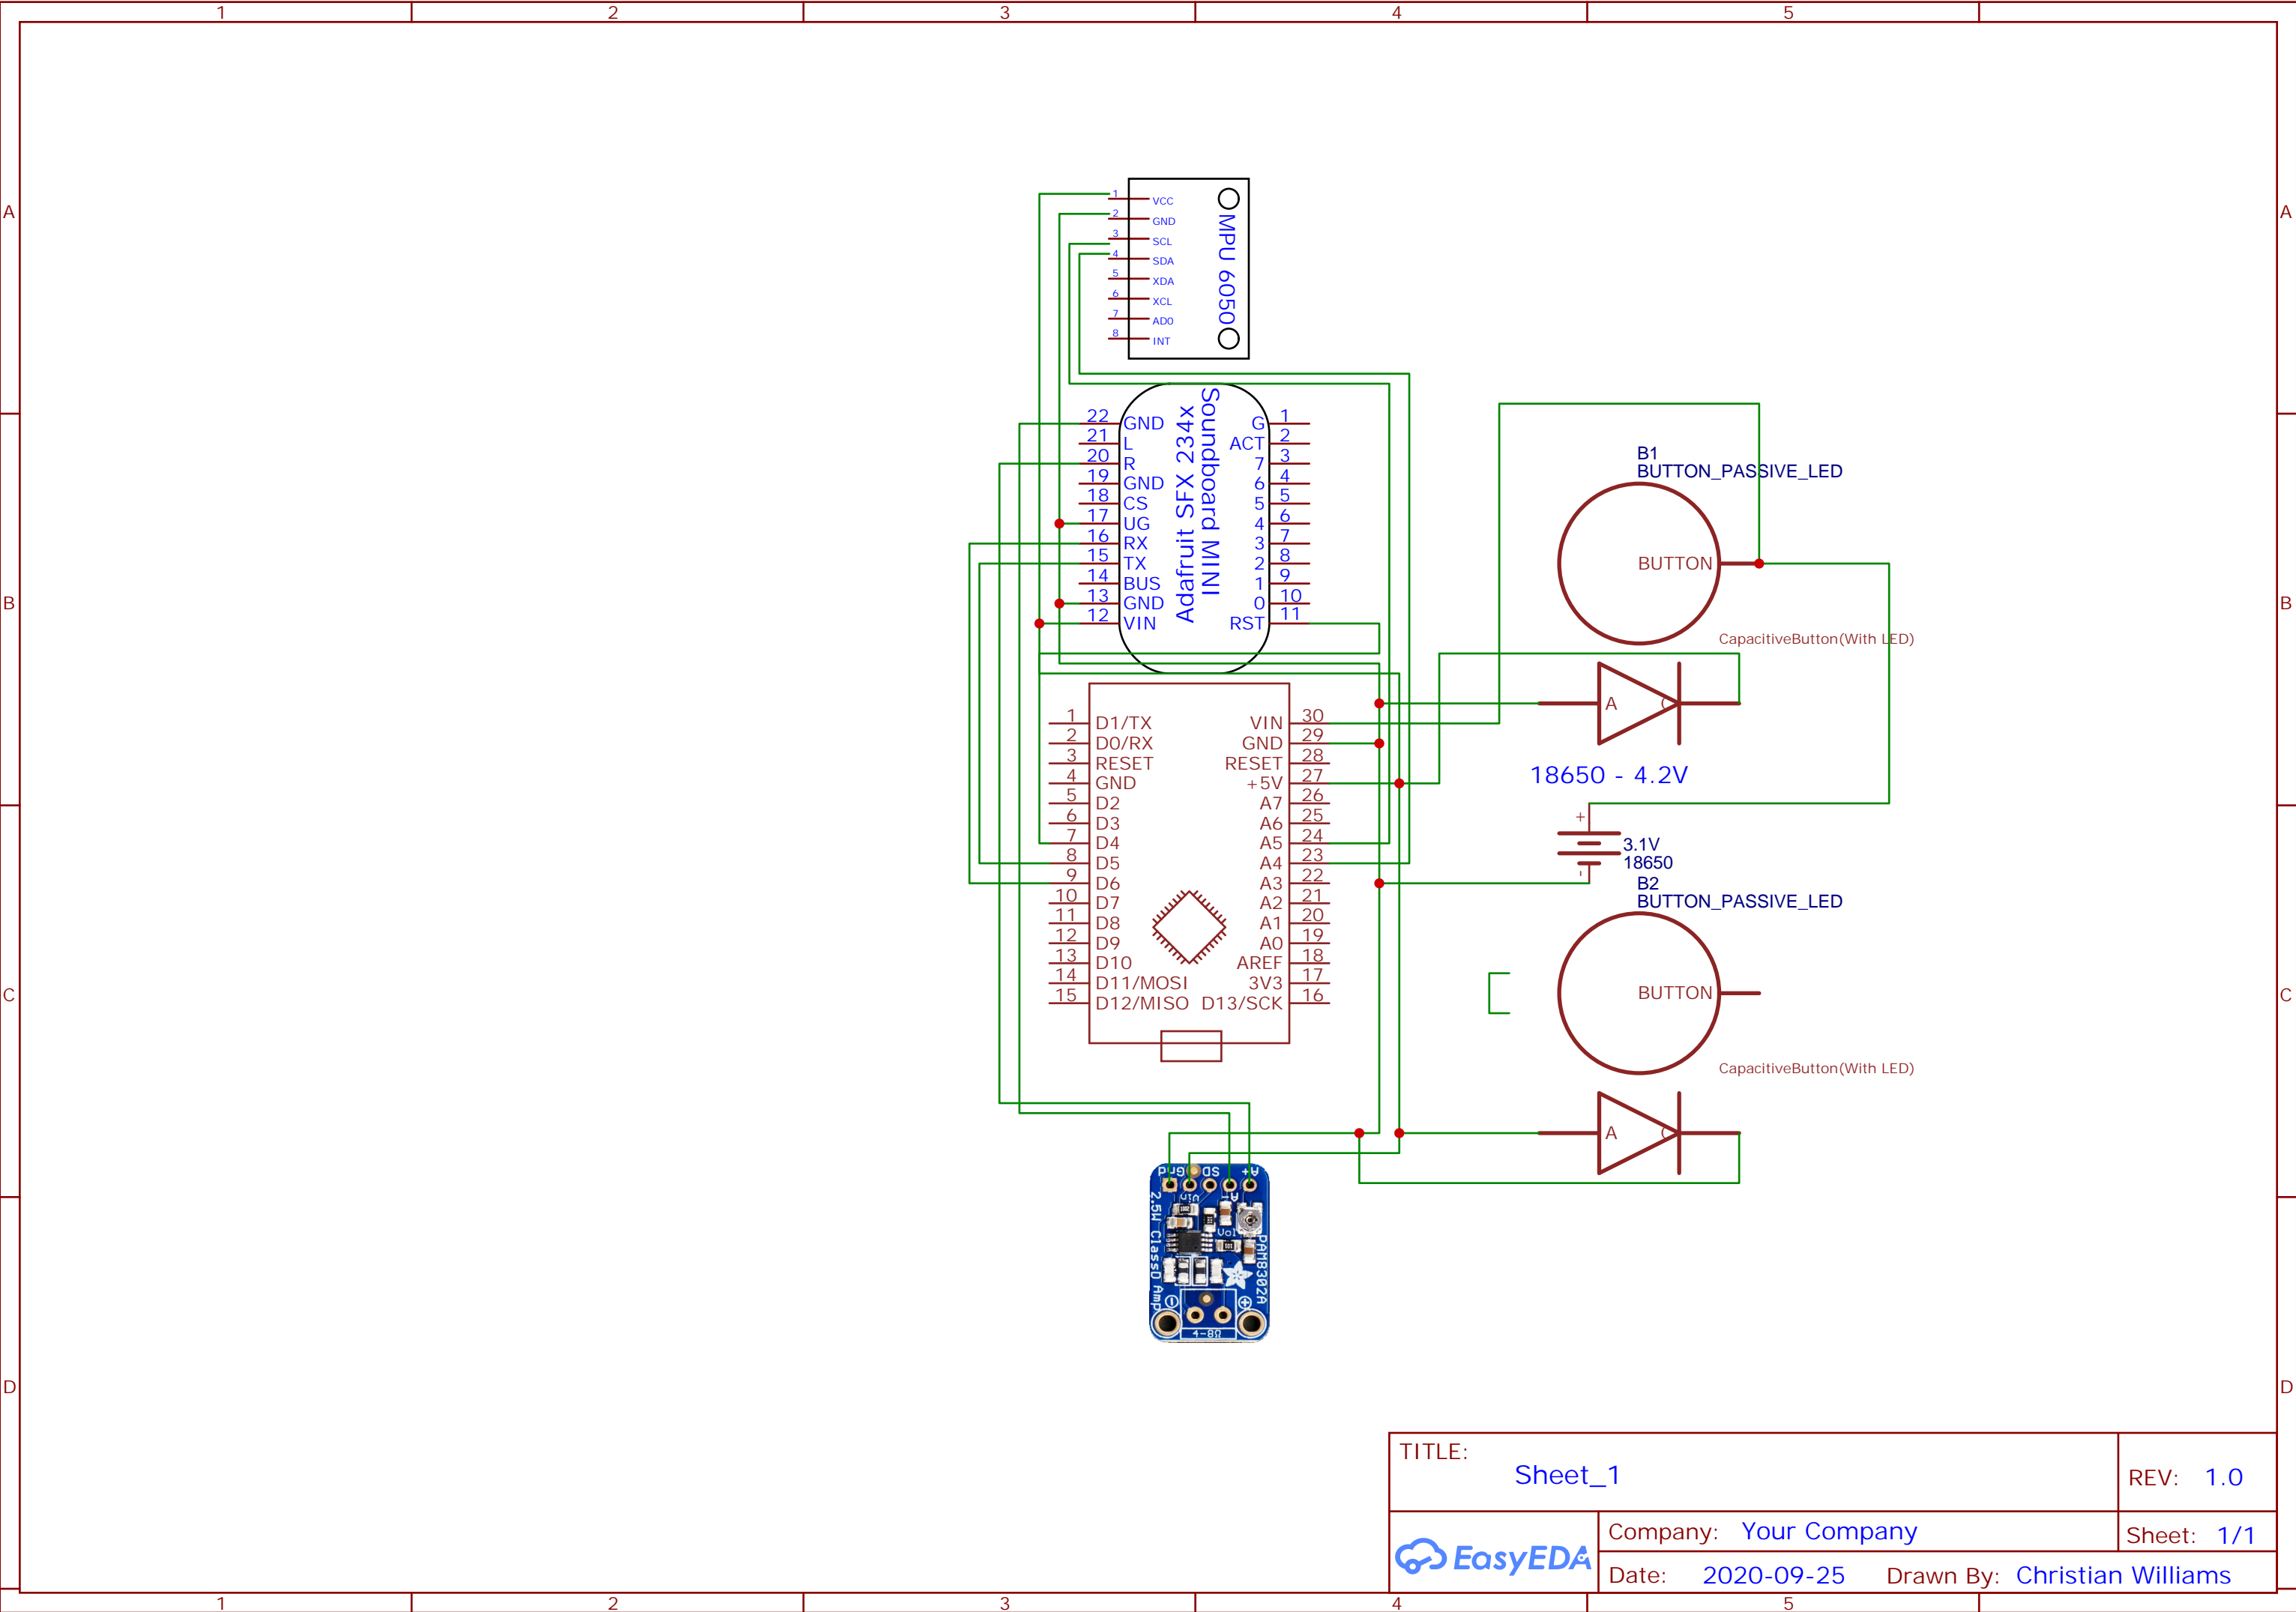 1 2 3 4 5
A A
B B
C C
D D
1 VCC
2 GND
3 SCL
4 SDA
5 XDA
6 XCL
7 AD0
8 INT
MPU 6050
22 GND
21 L
20 R
19 GND
18 CS
17 UG
16 RX
15 TX
14 BUS
13 GND
12 VIN
Adafruit SFX 234x
Soundboard MINI
G 1
ACT 2
7 3
6 4
5 5
4 6
3 7
2 8
1 9
0 10
RST 11
B1
BUTTON_PASSIVE_LED
BUTTON
CapacitiveButton(With LED)
A C
18650 - 4.2V
+
3.1V
18650
-
1 D1/TX
2 D0/RX
3 RESET
4 GND
5 D2
6 D3
7 D4
8 D5
9 D6
10 D7
11 D8
12 D9
13 D10
14 D11/MOSI
15 D12/MISO
VIN 30
GND 29
RESET 28
+5V 27
A7 26
A6 25
A5 24
A4 23
A3 22
A2 21
A1 20
A0 19
AREF 18
3V3 17
D13/SCK 16
B2
BUTTON_PASSIVE_LED
BUTTON
CapacitiveButton(With LED)
A C
Gnd SD A+
Vin A-
2.5W ClassD Amp
Vol
PAM8302A
4-8Ω
TITLE:
Sheet_1
REV: 1.0
EasyEDA
Company: Your Company
Sheet: 1/1
Date: 2020-09-25
Drawn By: Christian Williams
1 2 3 4 5